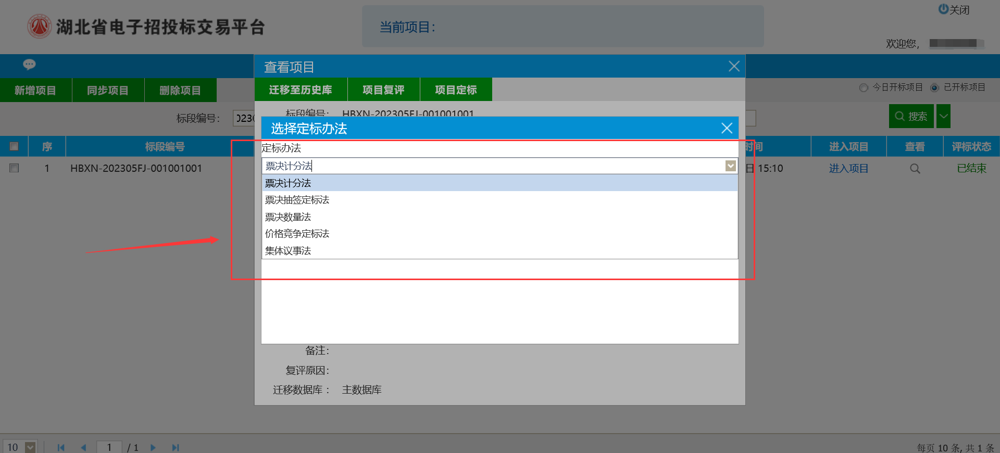 湖北省电子招投标交易平台
当前项目：
关闭
欢迎您，
新增项目 同步项目 删除项目
今日开标项目 已开标项目
查看项目
迁移至历史库 项目复评 项目定标
标段编号： 023
搜索
标段编号： HBXN-202305FJ-001001001
选择定标办法
定标办法
票决计分法
票决计分法
票决抽签定标法
票决数量法
价格竞争定标法
集体议事法
序 标段编号 时间 进入项目 查看 评标状态
1 HBXN-202305FJ-001001001 日 15:10 进入项目 已结束
备注：
复评原因：
迁移数据库： 主数据库
10 1 / 1
每页 10 条, 共 1 条